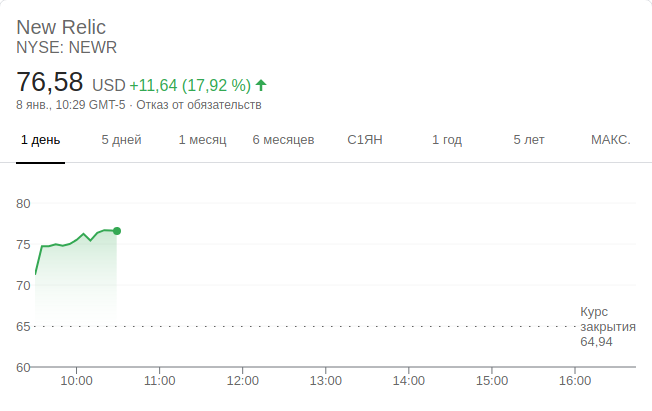 New Relic
NYSE: NEWR
76,58 USD +11,64 (17,92 %)
8 янв., 10:29 GMT-5 · Отказ от обязательств
1 день 5 дней 1 месяц 6 месяцев С1ЯН 1 год 5 лет МАКС.
80
75
70
65
60
Курс
закрытия
64,94
10:00 11:00 12:00 13:00 14:00 15:00 16:00